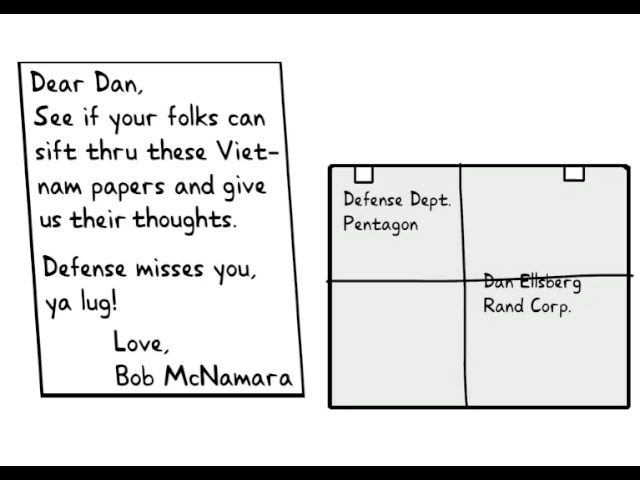 Dear Dan,
See if your folks can
sift thru these Viet-
nam papers and give
us their thoughts.
Defense misses you,
ya lug!
Love,
Bob McNamara
Defense Dept.
Pentagon
Dan Ellsberg
Rand Corp.